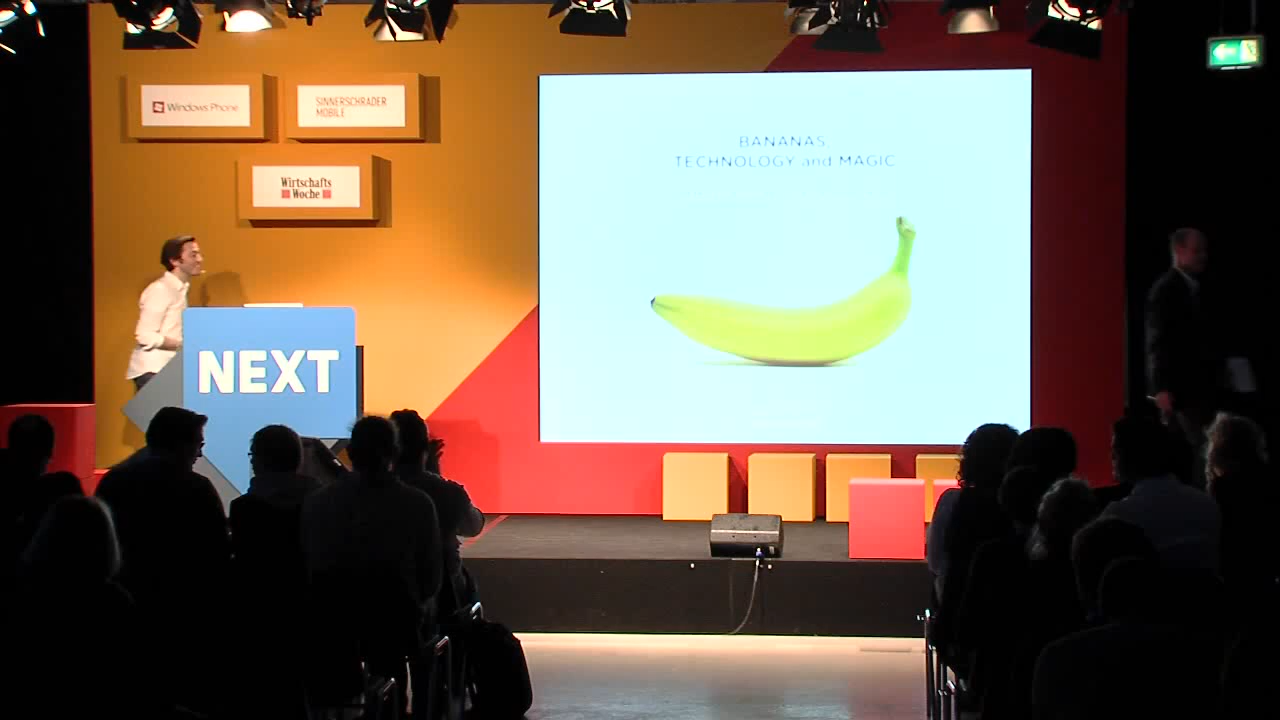 Windows Phone
SINNERSCHRADER
MOBILE
Wirtschafts
Woche
BANANAS,
TECHNOLOGY and MAGIC
NEXT